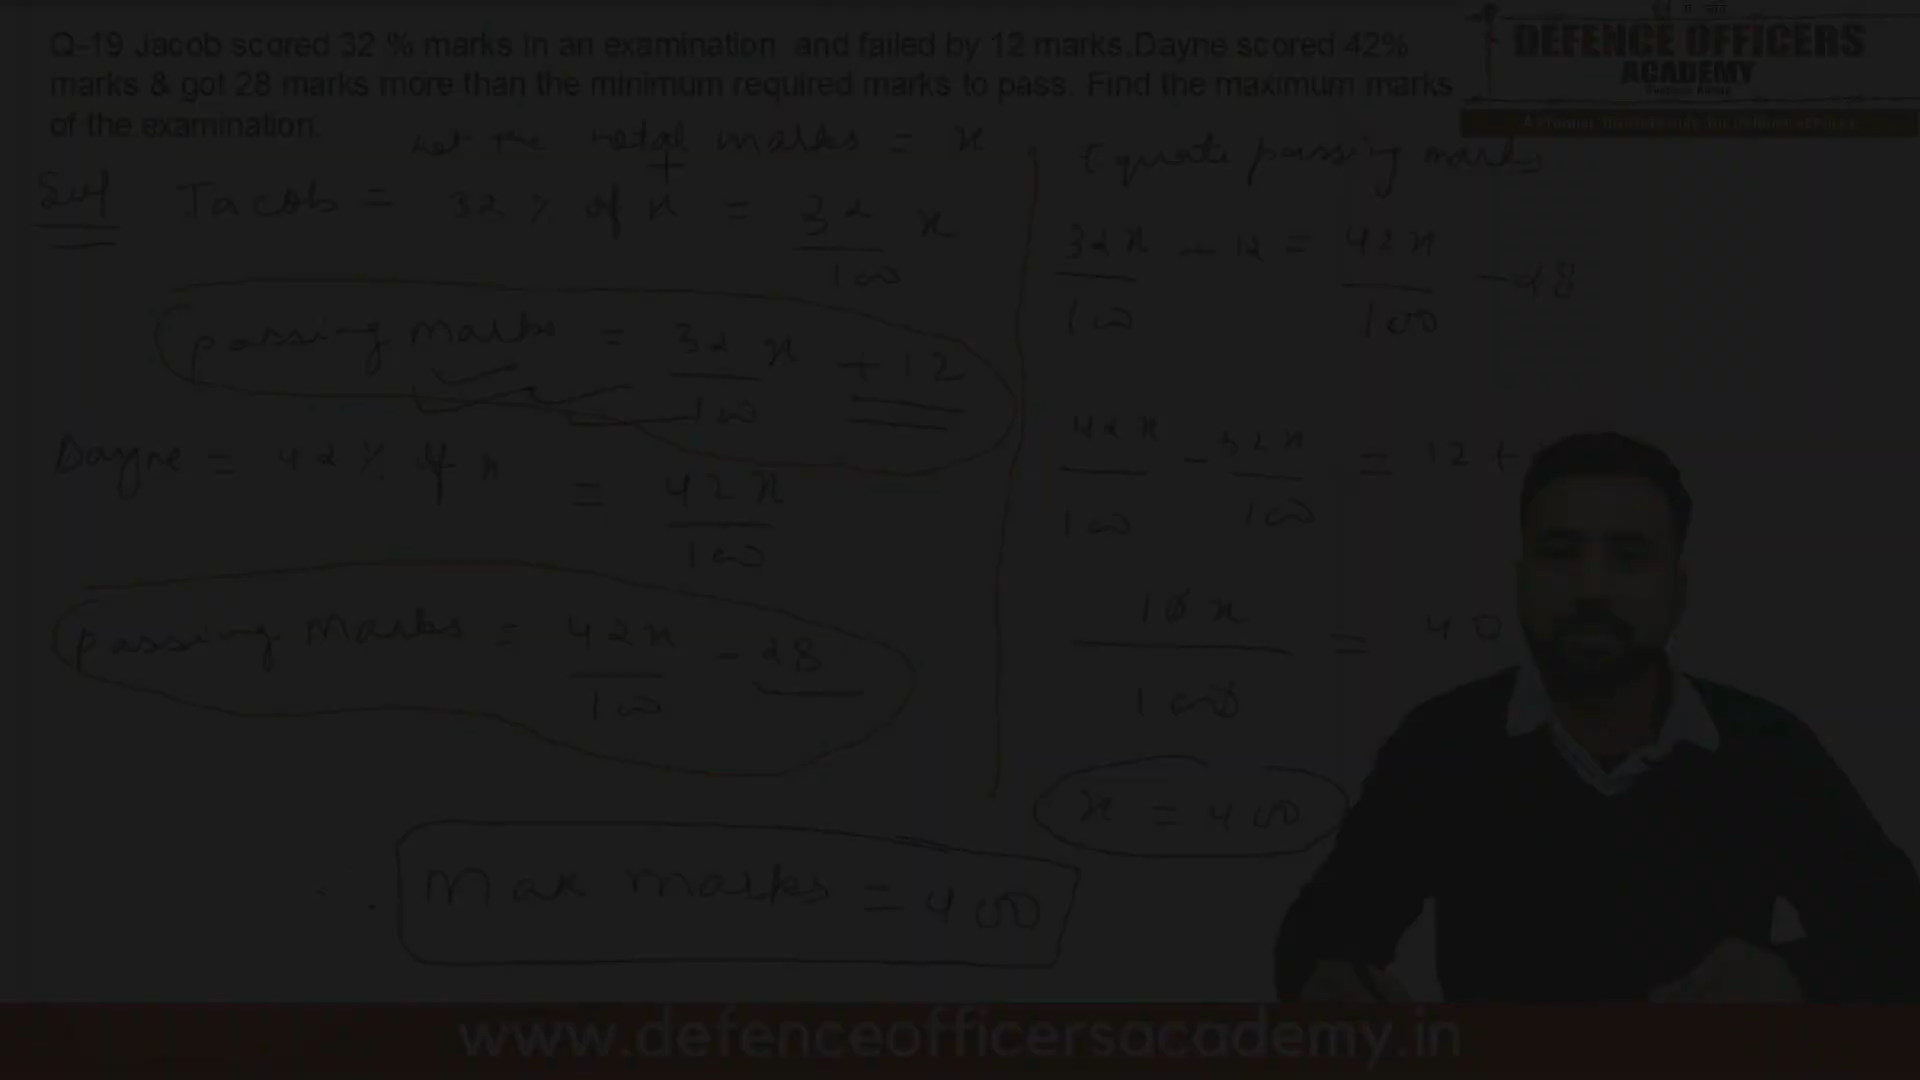 Q-19 Jacob scored 32 % marks in an examination and failed by 12 marks.Dayne scored 42%
marks & got 28 marks more than the minimum required marks to pass. Find the maximum marks
of the examination.
DEFENCE OFFICERS
ACADEMY
Let the total marks = x
Sol Jacob = 32 % of x = 32/100 x
passing marks = 32/100 x + 12
Dayne = 42 % of x = 42x/100
passing Marks = 42x/100 - 28
Max marks = 400
Equate passing marks
32x/100 + 12 = 42x/100 - 28
42x/100 - 32x/100 = 12 +
10x/100 = 40
x = 400
www.defenceofficersacademy.in